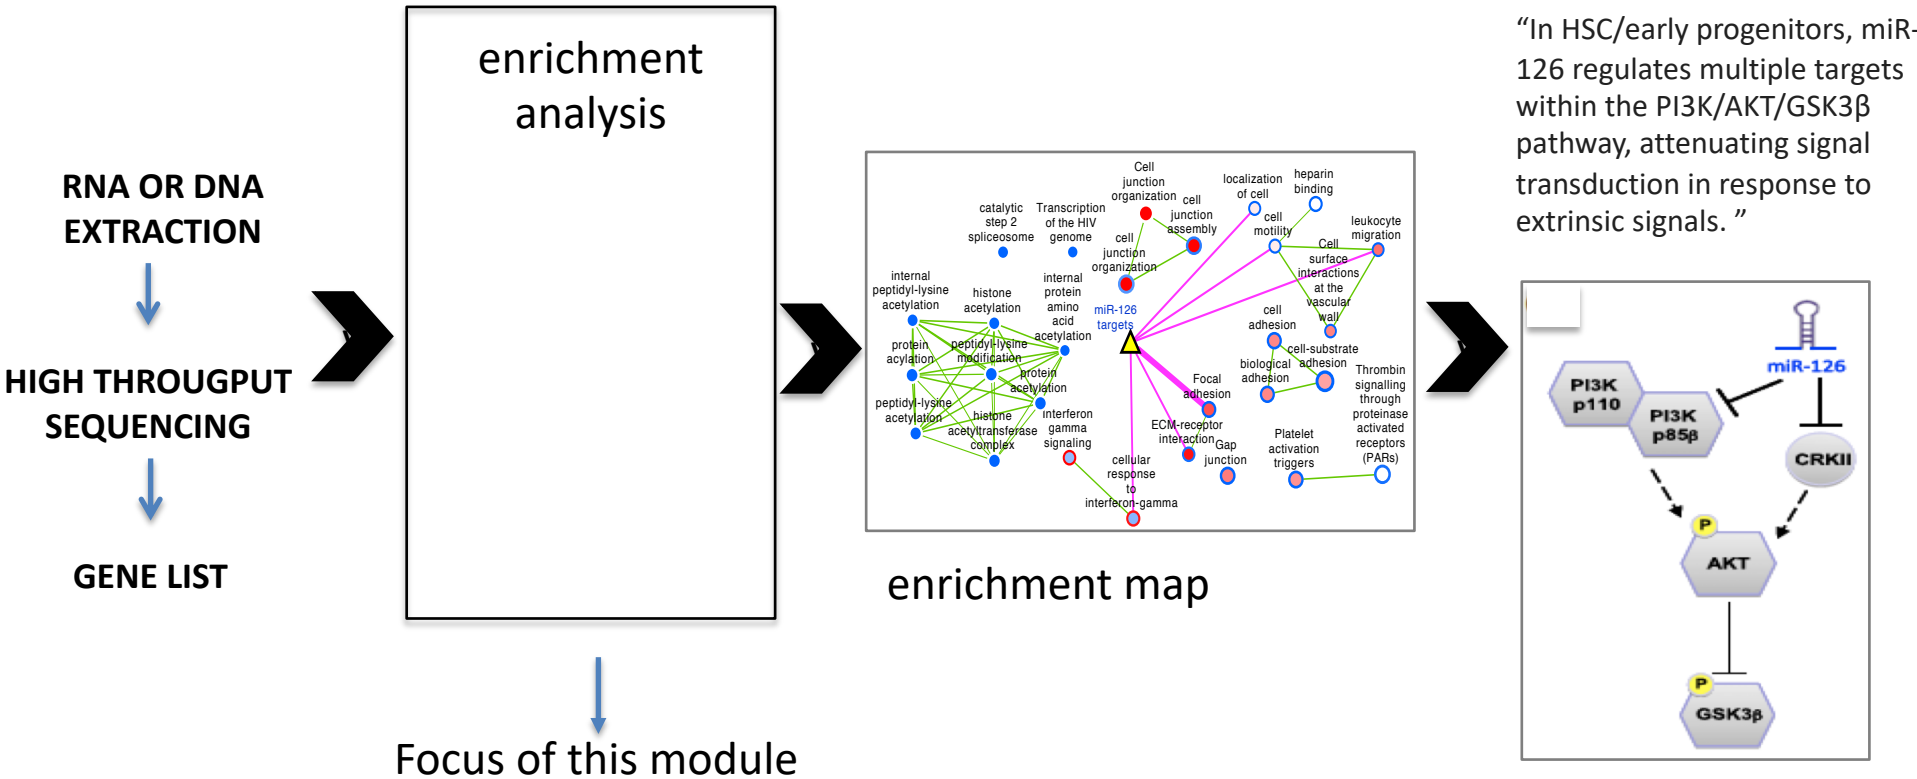 RNA OR DNA
EXTRACTION
HIGH THROUGPUT
SEQUENCING
GENE LIST
enrichment
analysis
Focus of this module
Cell
junction
organization
cell
junction
assembly
cell
junction
organization
localization
of cell
heparin
binding
cell
motility
leukocyte
migration
Cell
surface
interactions
at the
vascular
wall
catalytic
step 2
spliceosome
Transcription
of the HIV
genome
internal
peptidyl-lysine
acetylation
histone
acetylation
internal
protein
amino
acid
acetylation
miR-126
targets
protein
acylation
peptidyl-lysine
modification
protein
acetylation
peptidyl-lysine
acetylation
histone
acetyltransferase
complex
interferon
gamma
signaling
cellular
response
to
interferon-gamma
cell
adhesion
cell-substrate
adhesion
biological
adhesion
Focal
adhesion
ECM-receptor
interaction
Gap
junction
Platelet
activation
triggers
Thrombin
signalling
through
proteinase
activated
receptors
(PARs)
enrichment map
“In HSC/early progenitors, miR-
126 regulates multiple targets
within the PI3K/AKT/GSK3β
pathway, attenuating signal
transduction in response to
extrinsic signals. ”
miR-126
PI3K
p110
PI3K
p85β
CRKII
P
AKT
P
GSK3β